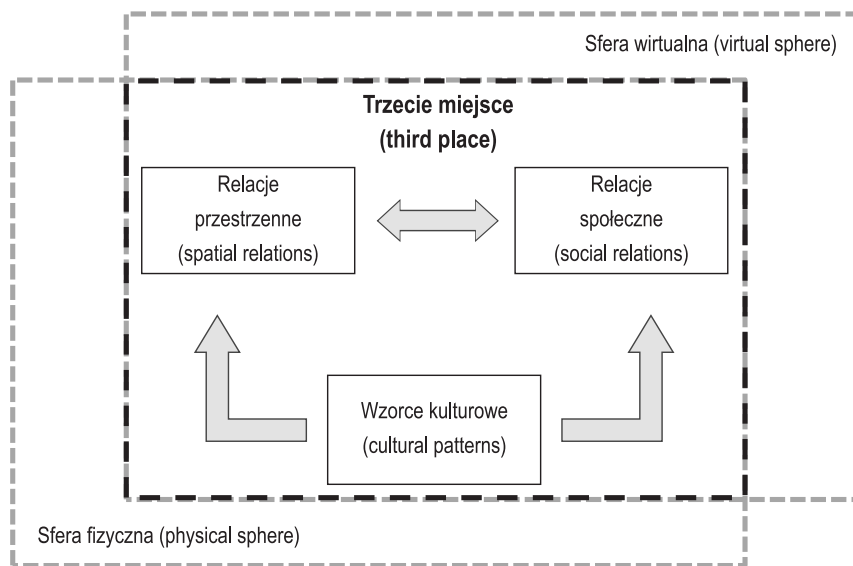 Sfera wirtualna (virtual sphere)
Trzecie miejsce
(third place)
Relacje
przestrzenne
(spatial relations)
Relacje
społeczne
(social relations)
Wzorce kulturowe
(cultural patterns)
Sfera fizyczna (physical sphere)